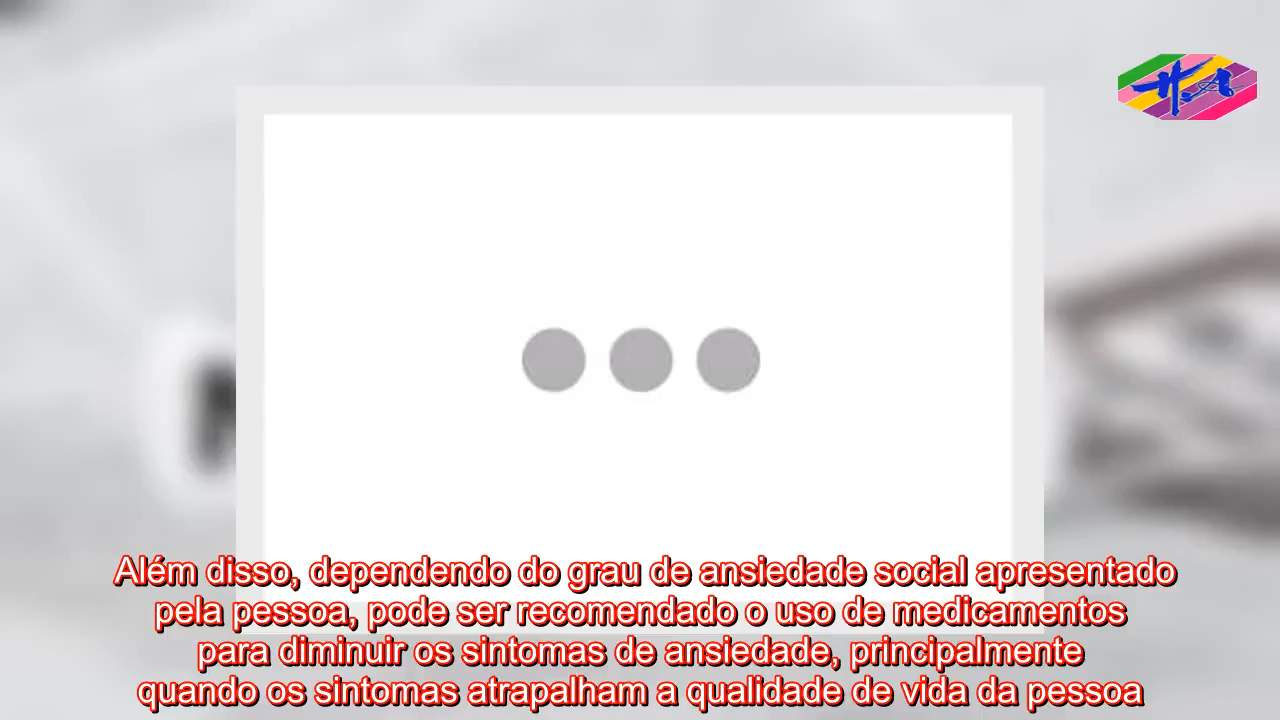 HA
Além disso, dependendo do grau de ansiedade social apresentado
pela pessoa, pode ser recomendado o uso de medicamentos
para diminuir os sintomas de ansiedade, principalmente
quando os sintomas atrapalham a qualidade de vida da pessoa